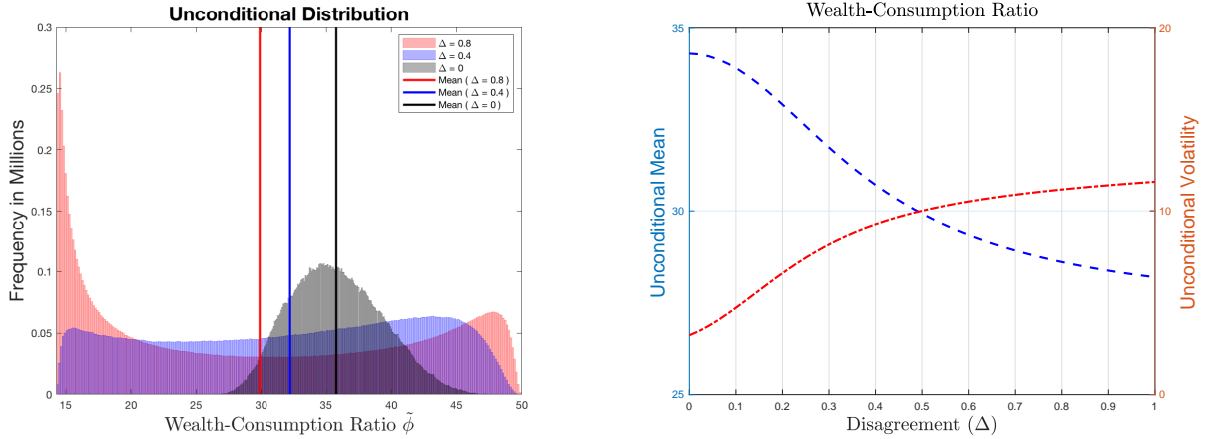 Unconditional Distribution
0.3
0.25
0.2
0.15
0.1
0.05
0
Frequency in Millions
Δ = 0.8
Δ = 0.4
Δ = 0
Mean ( Δ = 0.8 )
Mean ( Δ = 0.4 )
Mean ( Δ = 0 )
15 20 25 30 35 40 45 50
Wealth-Consumption Ratio φ̃
Wealth-Consumption Ratio
35
30
25
Unconditional Mean
20
10
0
Unconditional Volatility
0 0.1 0.2 0.3 0.4 0.5 0.6 0.7 0.8 0.9 1
Disagreement (Δ)